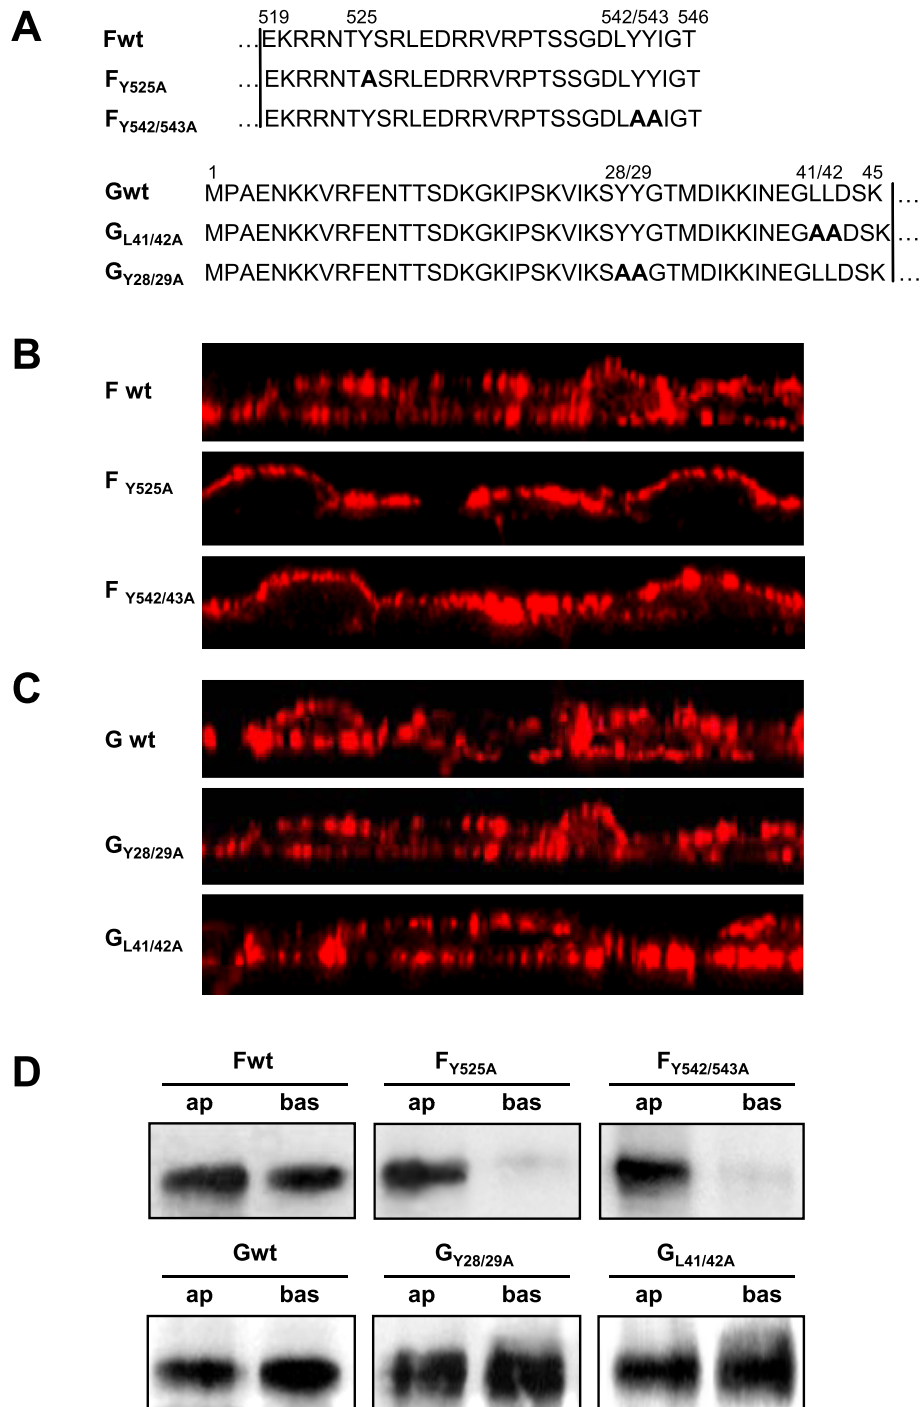 A
519 525 542/543 546
Fwt ...EKRRNTYSRLEDRRVRPTSSGDLYYIGT
FY525A ...EKRRNTASRLEDRRVRPTSSGDLYYIGT
FY542/543A ...EKRRNTYSRLEDRRVRPTSSGDLAAIGT
1 28/29 41/42 45
Gwt MPAENKKVRFENTTSDKGKIPSKVIKSYYGTMDIKKINEGLLDSK...
GL41/42A MPAENKKVRFENTTSDKGKIPSKVIKSYYGTMDIKKINEGAADSK...
GY28/29A MPAENKKVRFENTTSDKGKIPSKVIKSAAGTMDIKKINEGLLDSK...
B
F wt
F Y525A
F Y542/43A
C
G wt
GY28/29A
GL41/42A
D
Fwt FY525A FY542/543A
ap bas ap bas ap bas
Gwt GY28/29A GL41/42A
ap bas ap bas ap bas